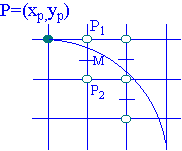 P=(xₚ,yₚ)
P₁
M
P₂